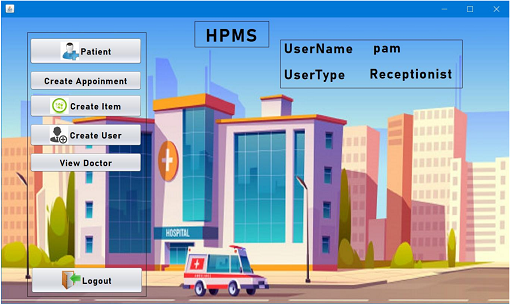 HPMS
UserName pam
UserType Receptionist
Patient
Create Appoinment
Create Item
Create User
View Doctor
Logout
HOSPITAL